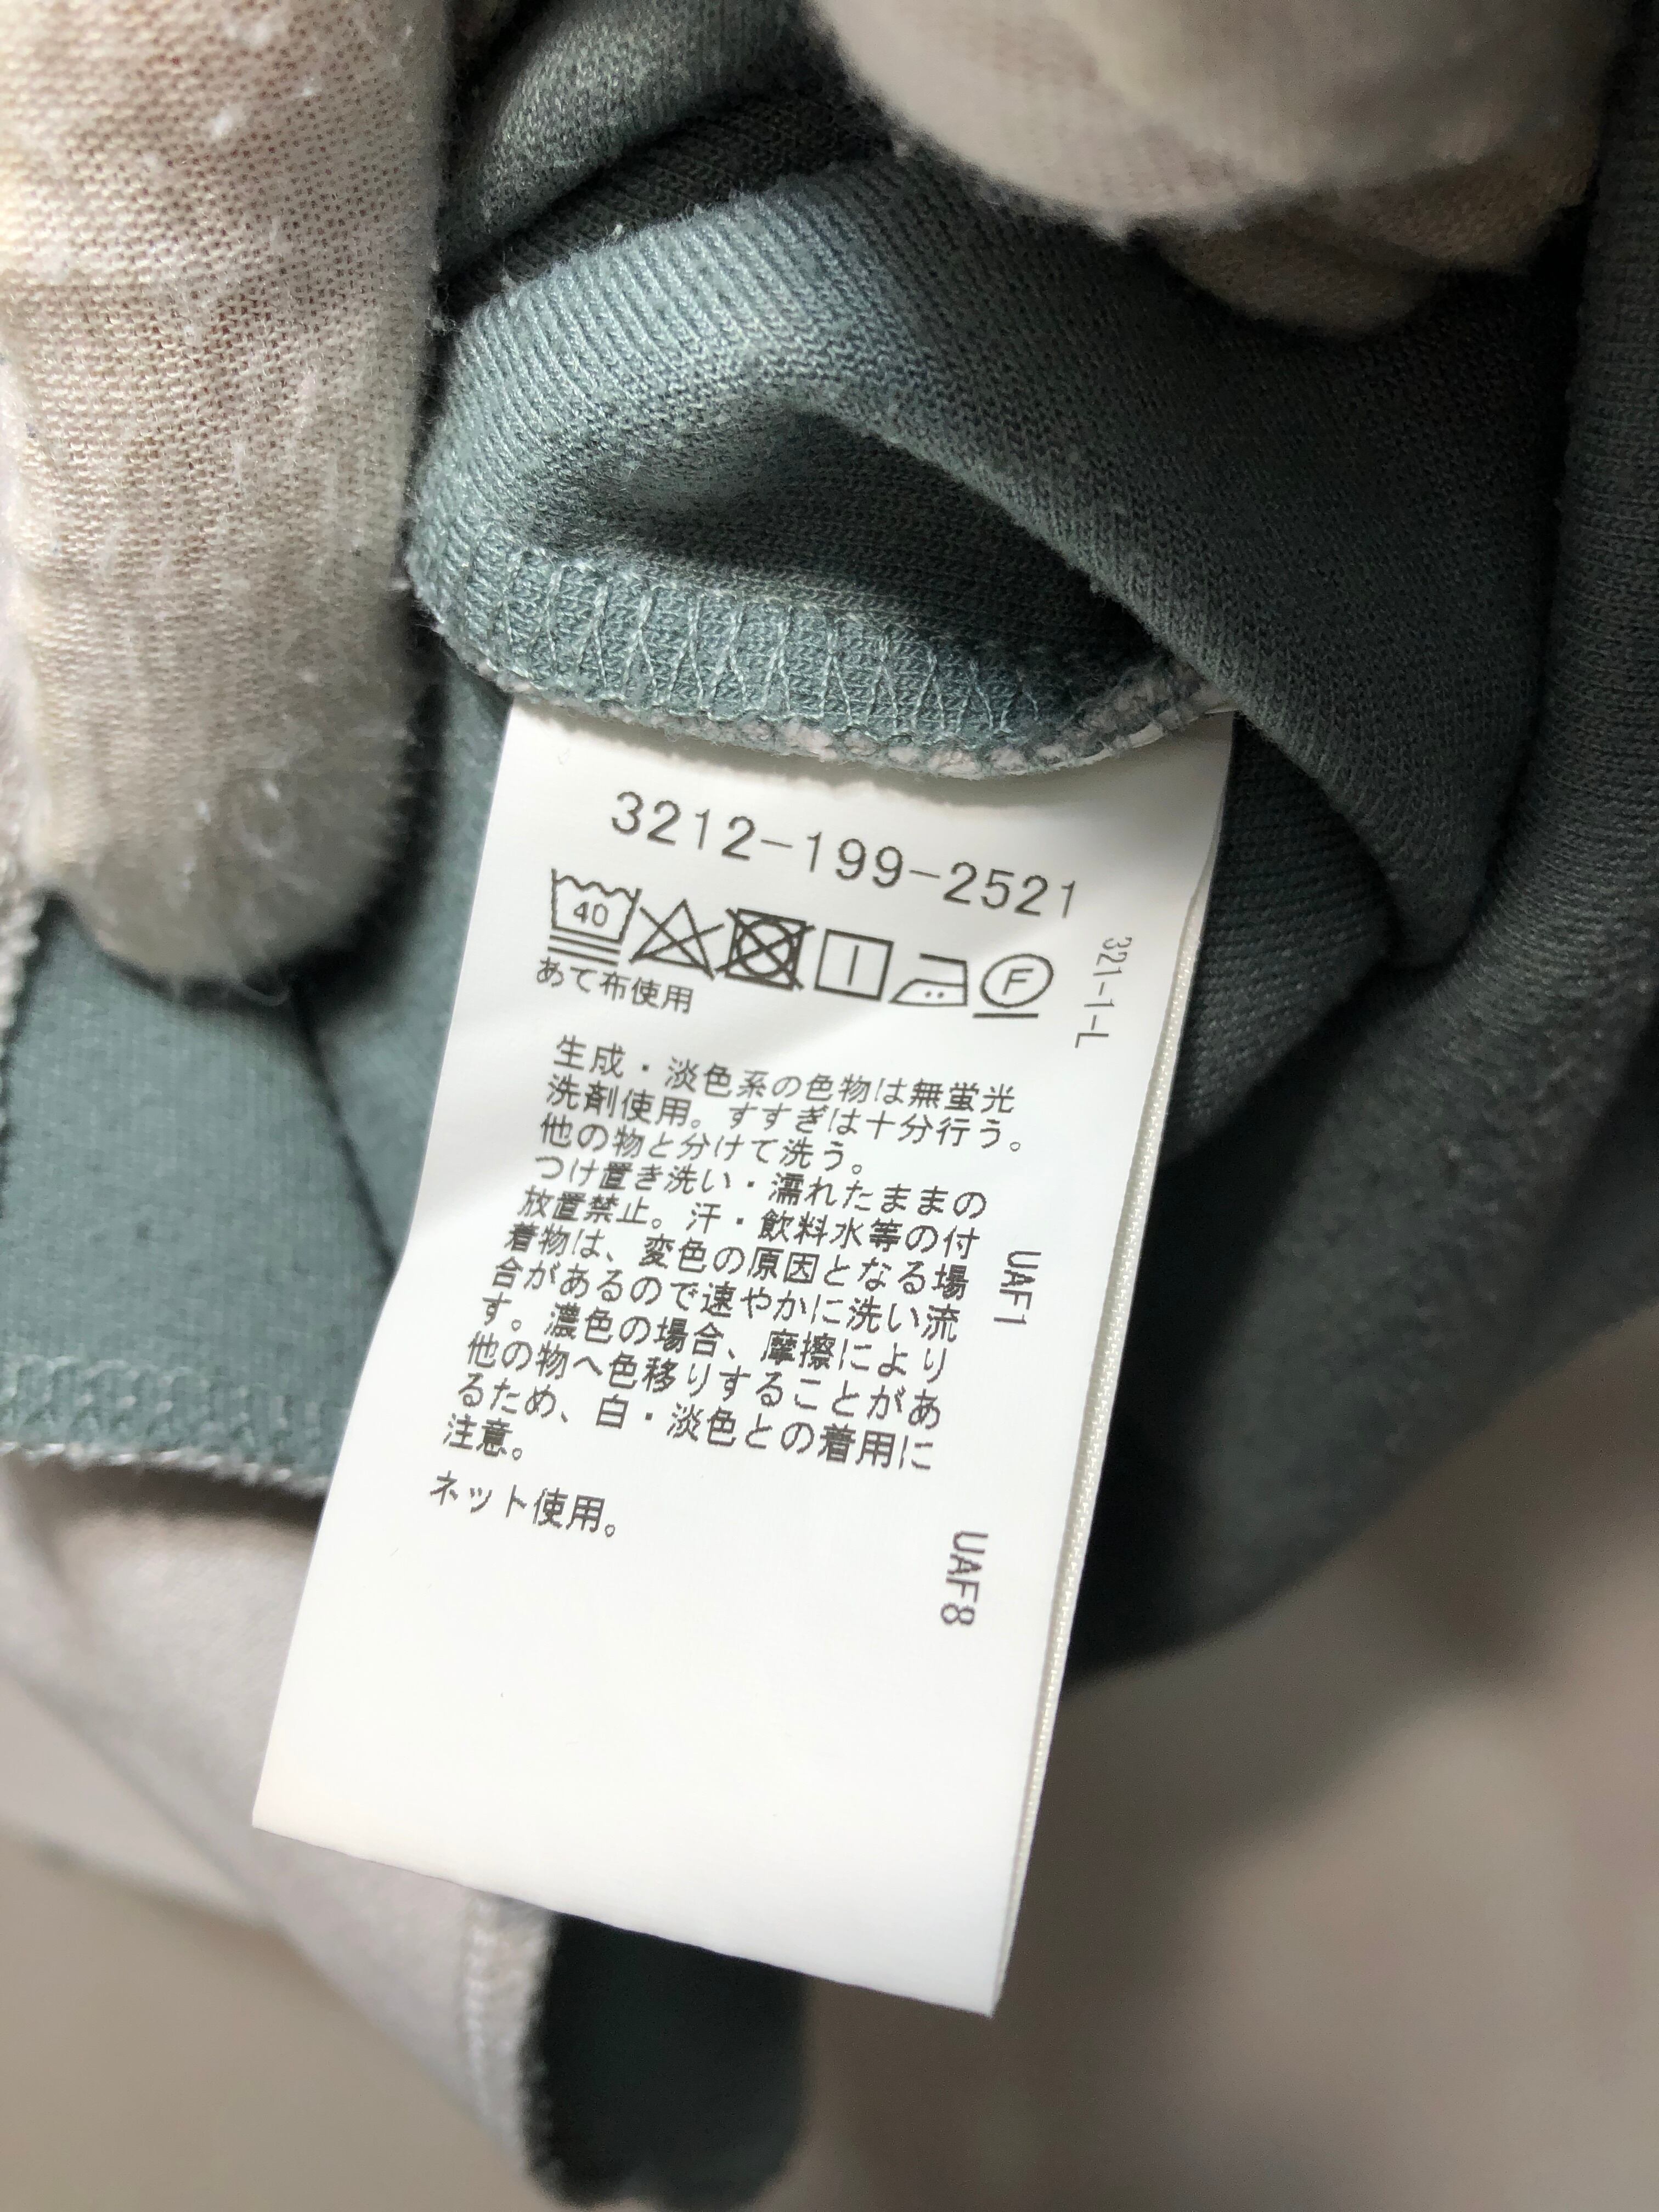 3212-199-2521
321-1-L
40
F
あて布使用
生成・淡色系の色物は無蛍光
洗剤使用。すすぎは十分行う。
他の物と分けて洗う。
つけ置き洗い・濡れたままの
放置禁止。汗・飲料水等の付
着物は、変色の原因となる場
合があるので速やかに洗い流
す。濃色の場合、摩擦により
他の物へ色移りすることがあ
るため、白・淡色との着用に
注意。
ネット使用。
UAF1
UAF8